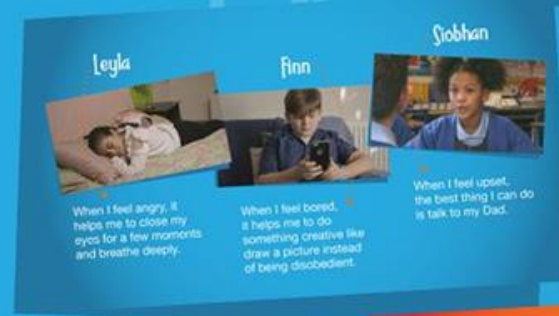 Leyla
When I feel angry, it
helps me to close my
eyes for a few moments
and breathe deeply.
Finn
When I feel bored,
it helps me to do
something creative like
draw a picture instead
of being disobedient.
Siobhan
When I feel upset,
the best thing I can do
is talk to my Dad.